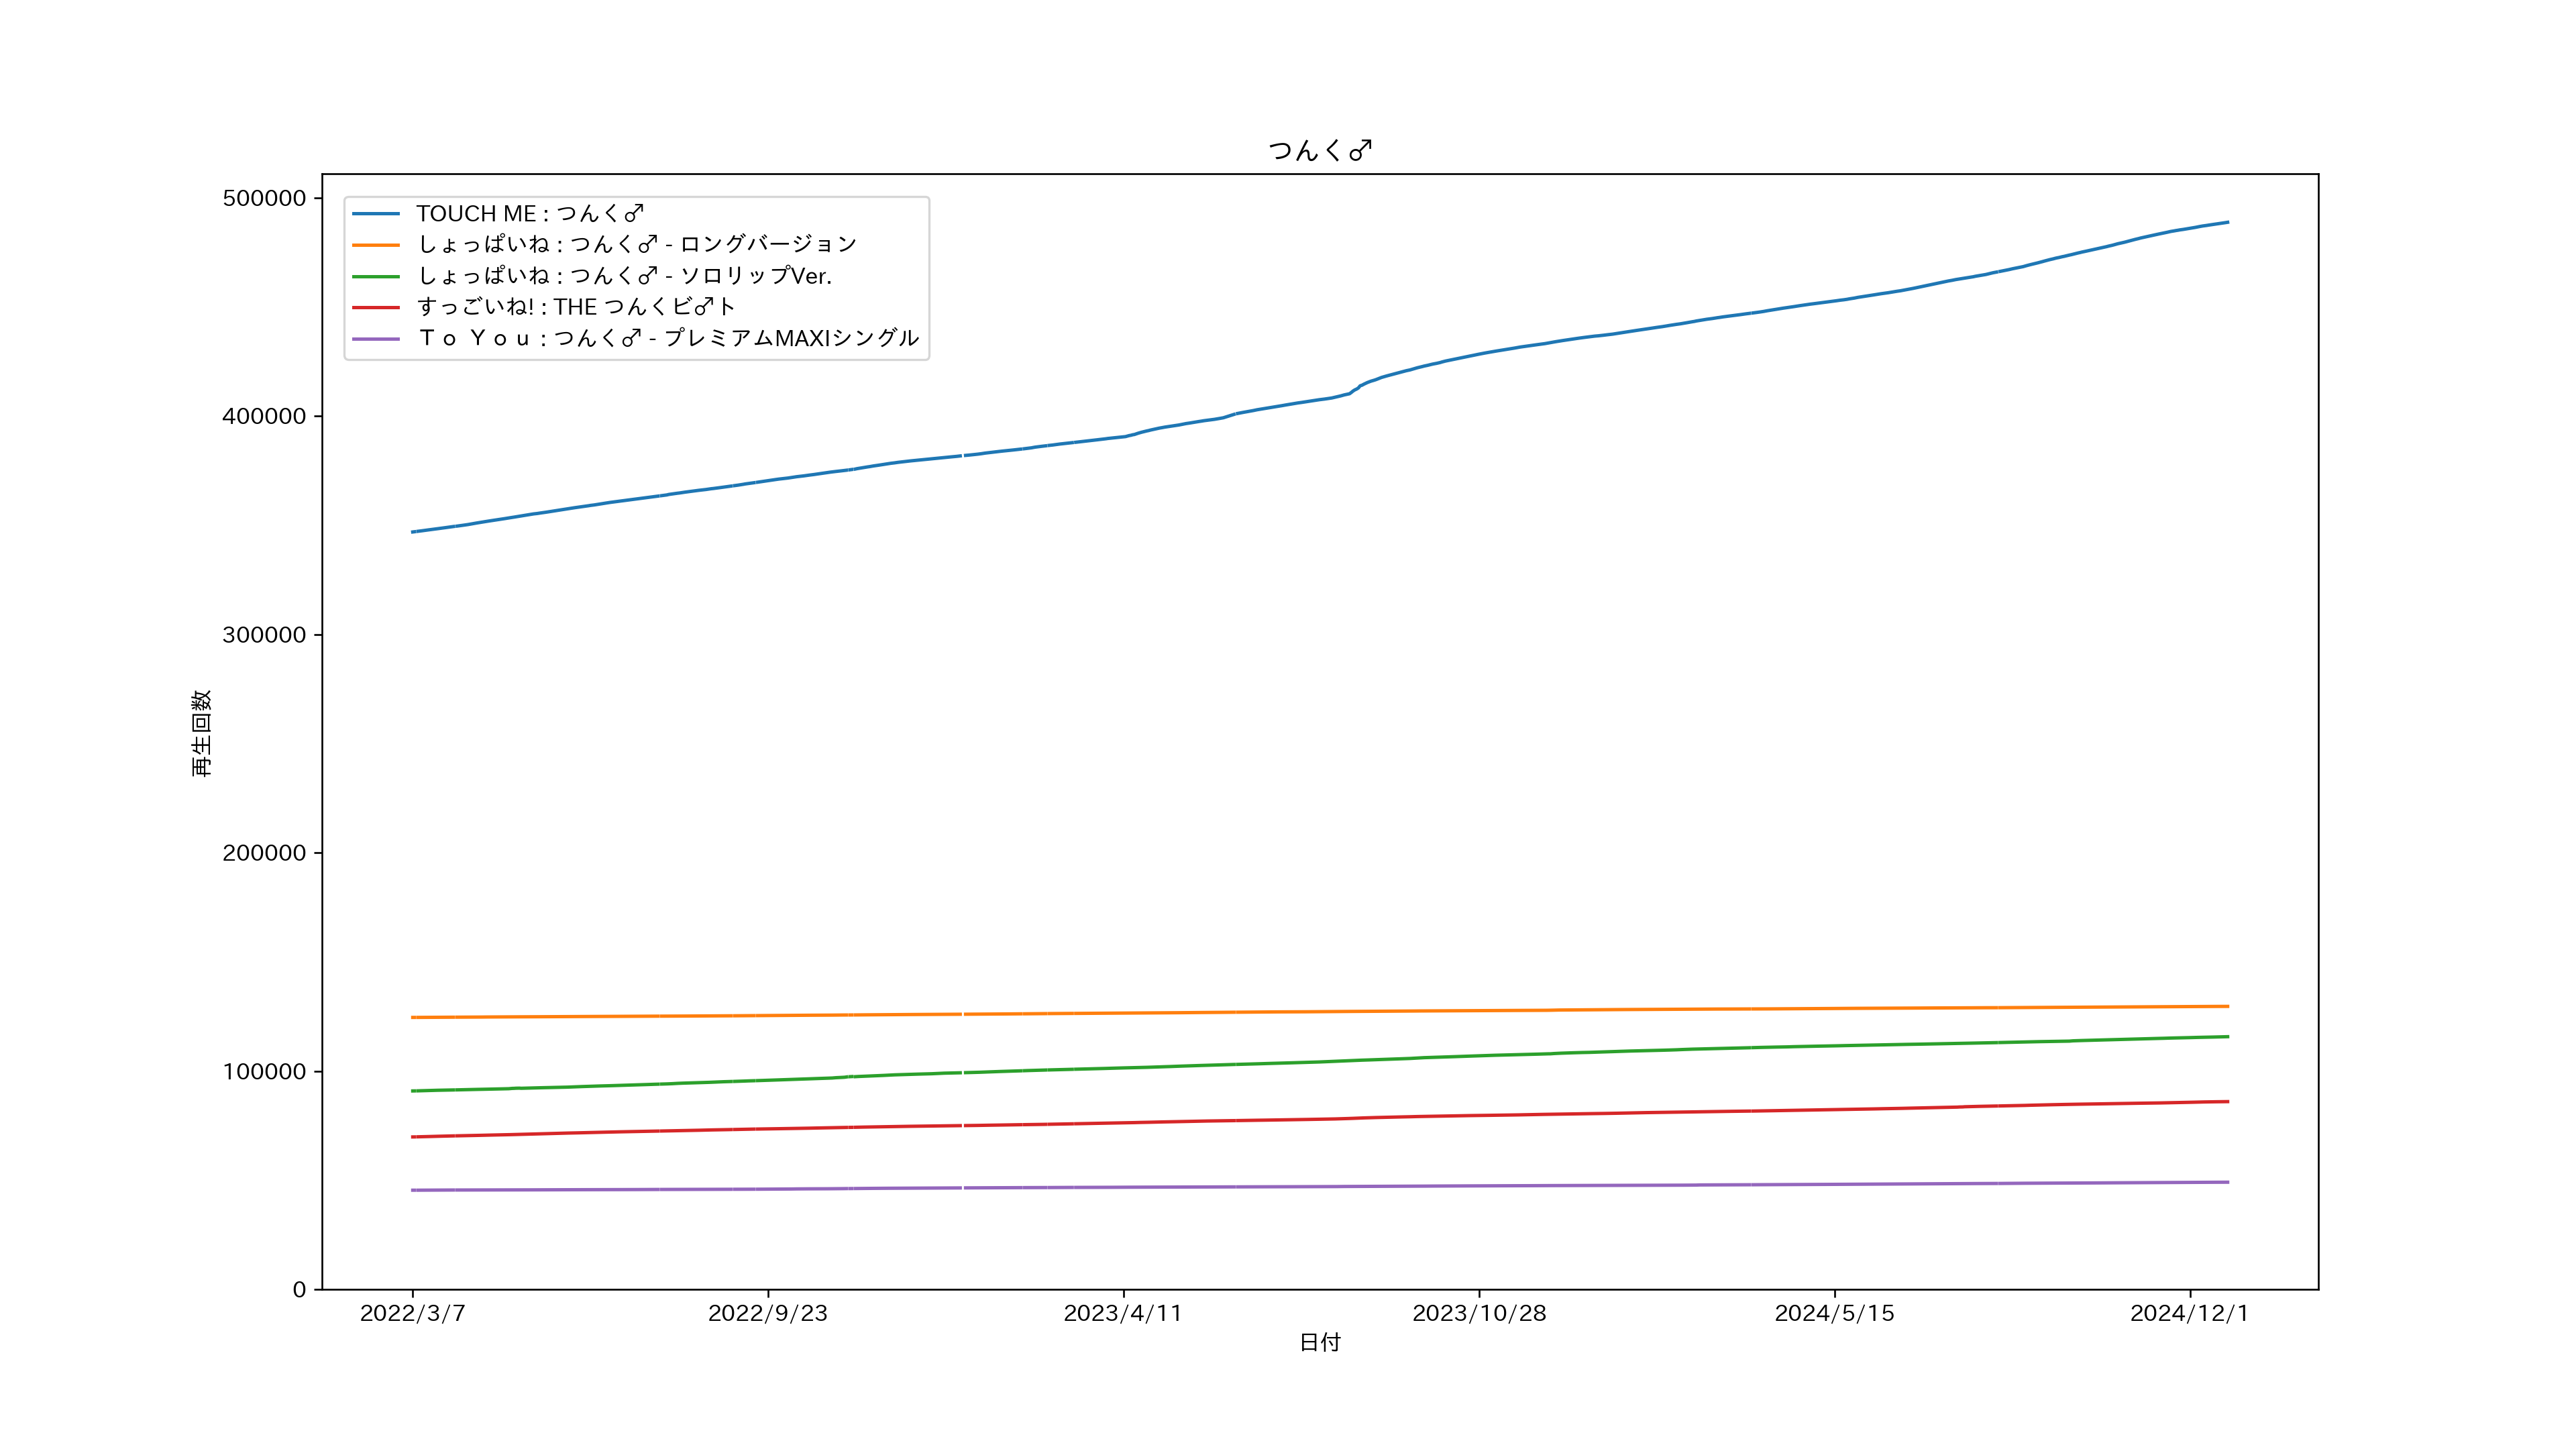 つんく♂
500000
400000
300000
200000
100000
0
再生回数
TOUCH ME : つんく♂
しょっぱいね : つんく♂ - ロングバージョン
しょっぱいね : つんく♂ - ソロリップVer.
すっごいね! : THE つんくビ♂ト
Ｔｏ Ｙｏｕ : つんく♂ - プレミアムMAXIシングル
2022/3/7
2022/9/23
2023/4/11
2023/10/28
2024/5/15
2024/12/1
日付